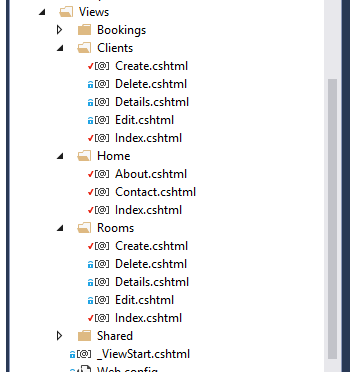 Views
Bookings
Clients
[@] Create.cshtml
[@] Delete.cshtml
[@] Details.cshtml
[@] Edit.cshtml
[@] Index.cshtml
Home
[@] About.cshtml
[@] Contact.cshtml
[@] Index.cshtml
Rooms
[@] Create.cshtml
[@] Delete.cshtml
[@] Details.cshtml
[@] Edit.cshtml
[@] Index.cshtml
Shared
[@] _ViewStart.cshtml
Web.config